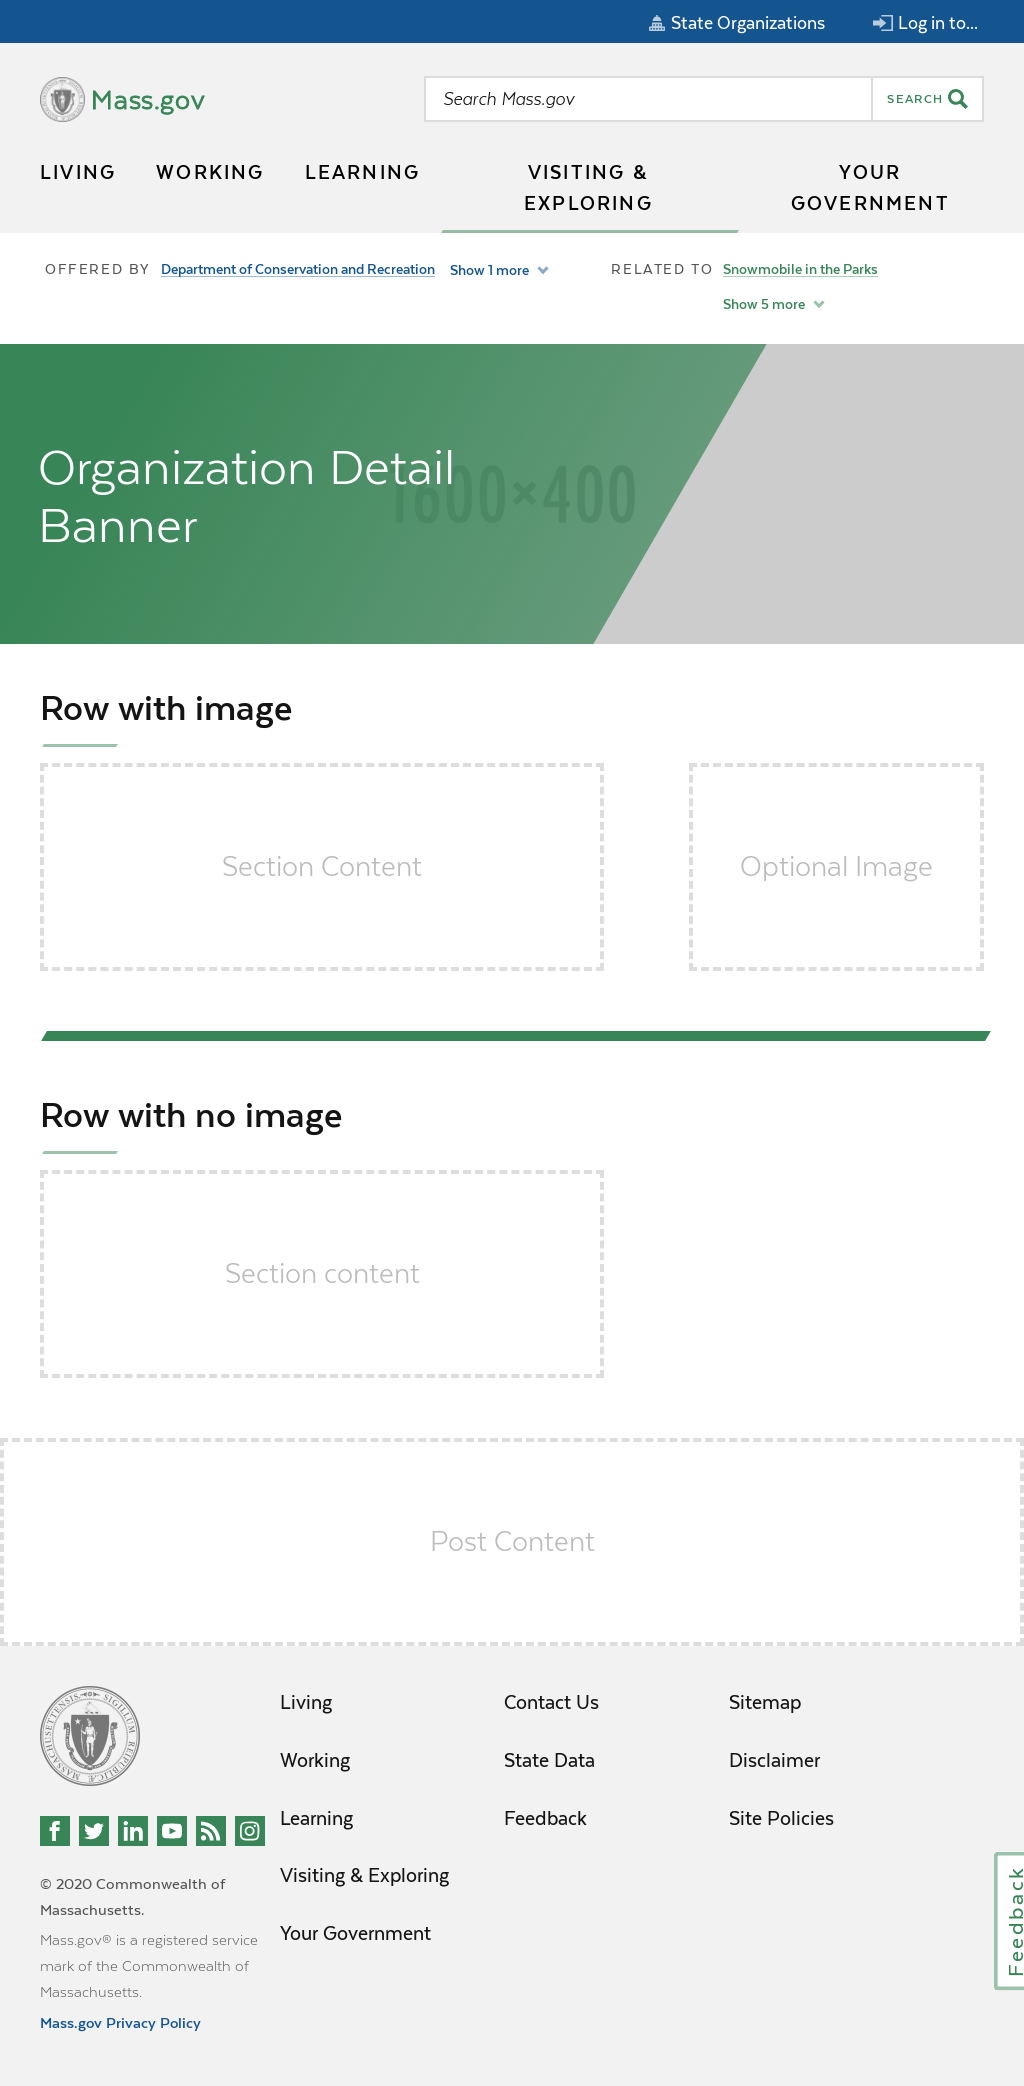 State Organizations
Log in to...
Mass.gov
Search Mass.gov
SEARCH
LIVING
WORKING
LEARNING
VISITING &
EXPLORING
YOUR
GOVERNMENT
OFFERED BY
Department of Conservation and Recreation
Show 1 more
RELATED TO
Snowmobile in the Parks
Show 5 more
Organization Detail
Banner
1600×400
Row with image
Section Content
Optional Image
Row with no image
Section content
Post Content
Living
Working
Learning
Visiting & Exploring
Your Government
Contact Us
State Data
Feedback
Sitemap
Disclaimer
Site Policies
© 2020 Commonwealth of
Massachusetts.
Mass.gov® is a registered service
mark of the Commonwealth of
Massachusetts.
Mass.gov Privacy Policy
Feedback